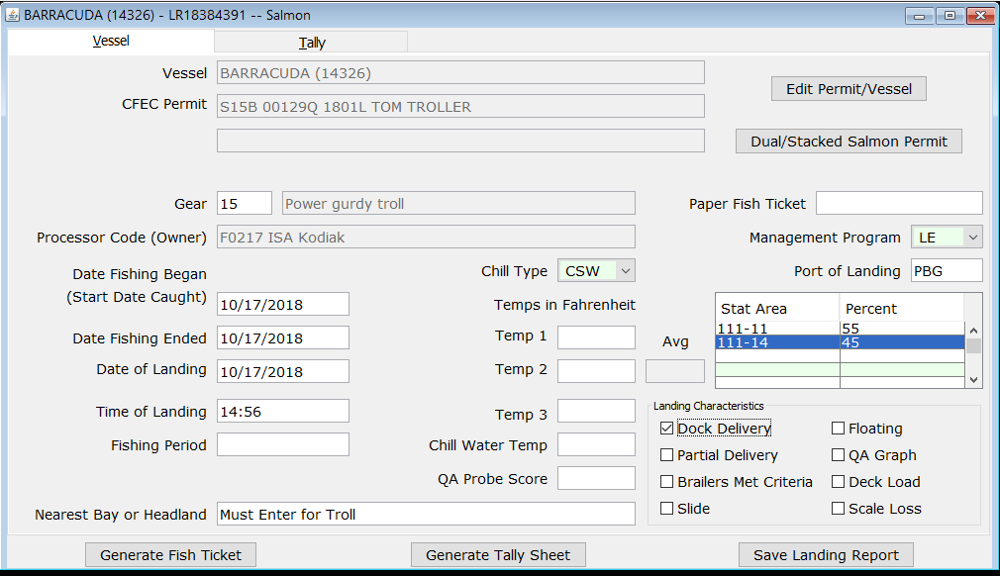 BARRACUDA (14326) - LR18384391 -- Salmon
Vessel Tally
Vessel BARRACUDA (14326)
Edit Permit/Vessel
CFEC Permit S15B 00129Q 1801L TOM TROLLER
Dual/Stacked Salmon Permit
Gear 15 Power gurdy troll Paper Fish Ticket
Processor Code (Owner) F0217 ISA Kodiak Management Program LE
Date Fishing Began
(Start Date Caught) 10/17/2018
Chill Type CSW Port of Landing PBG
Temps in Fahrenheit
Stat Area Percent
111-11 55
111-14 45
Date Fishing Ended 10/17/2018 Temp 1 Avg
Date of Landing 10/17/2018 Temp 2
Time of Landing 14:56 Temp 3
Fishing Period Chill Water Temp
QA Probe Score
Landing Characteristics
Dock Delivery Floating
Partial Delivery QA Graph
Brailers Met Criteria Deck Load
Slide Scale Loss
Nearest Bay or Headland Must Enter for Troll
Generate Fish Ticket Generate Tally Sheet Save Landing Report